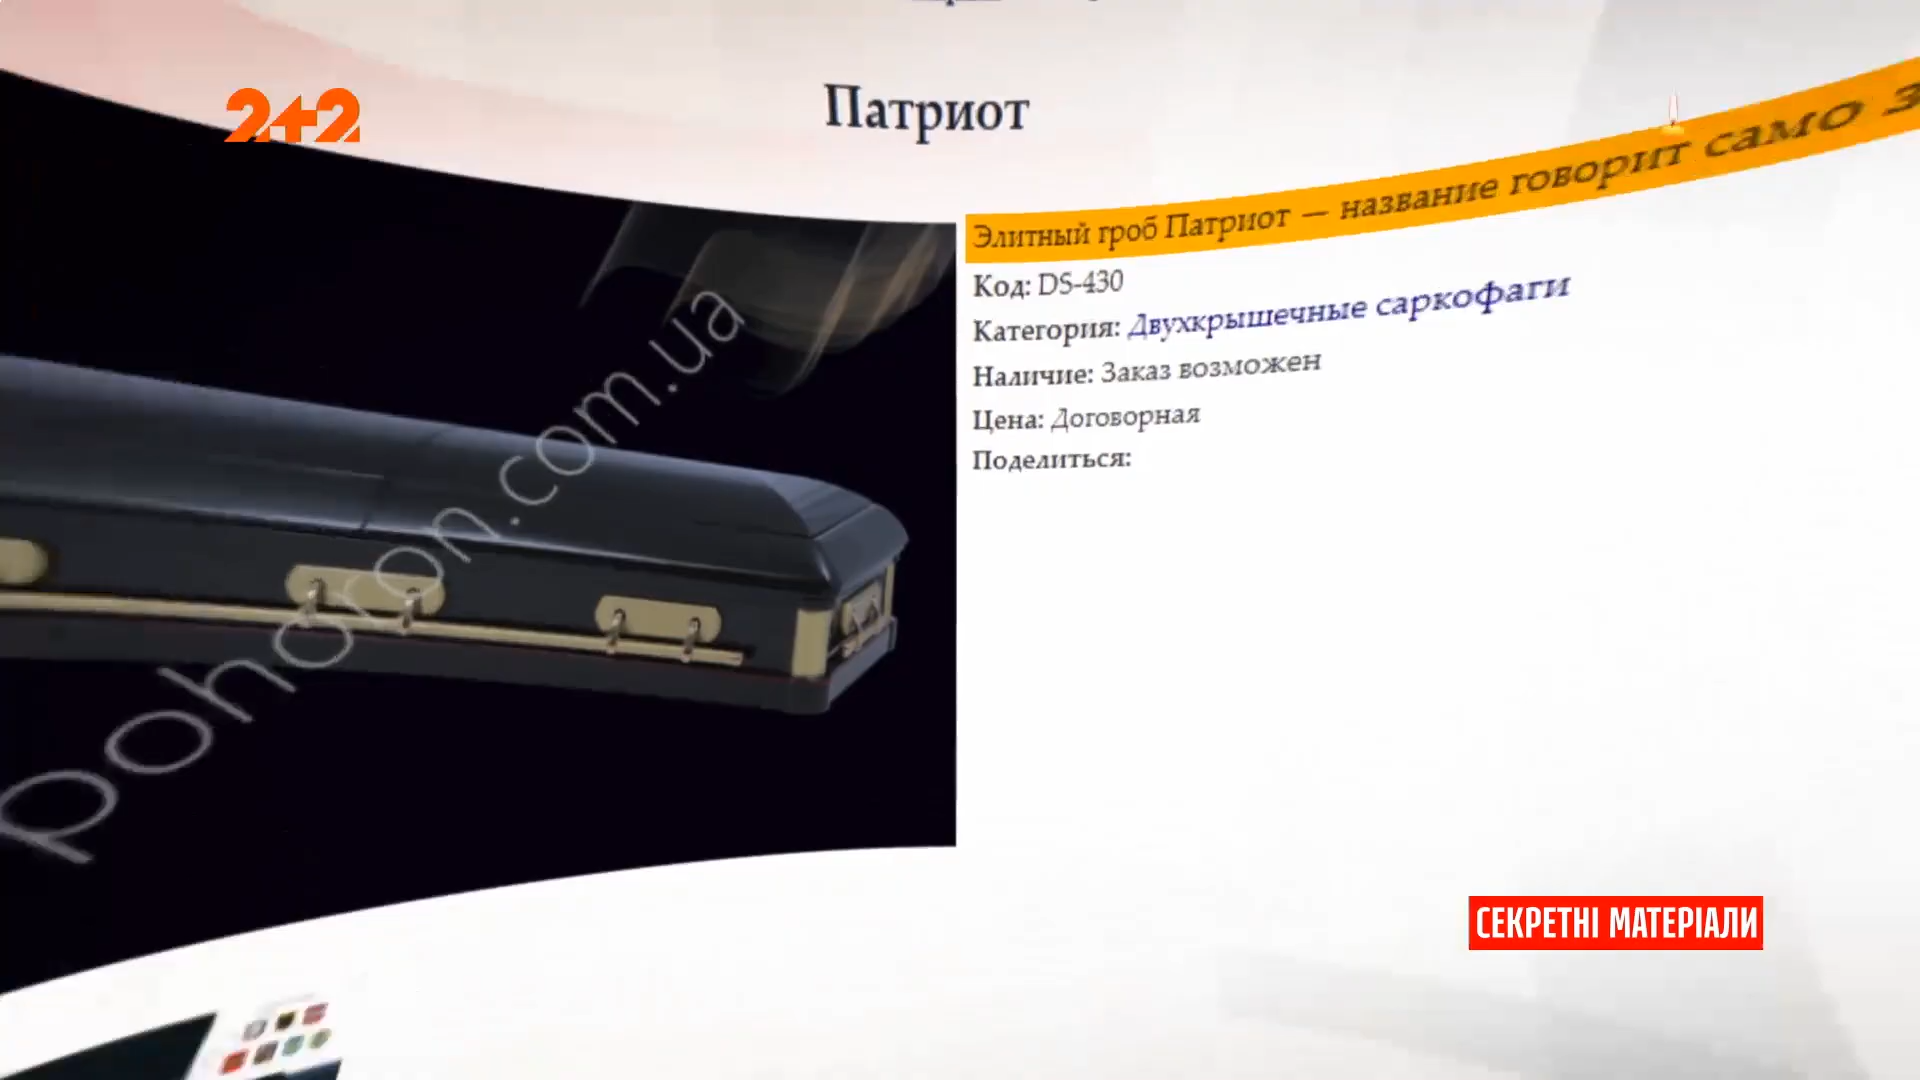 2+2
Патриот
Элитный гроб Патриот — название говорит само
Код: DS-430
Категория: Двухкрышечные саркофаги
Наличие: Заказ возможен
Цена: Договорная
Поделиться:
pohoron.com.ua
СЕКРЕТНІ МАТЕРІАЛИ